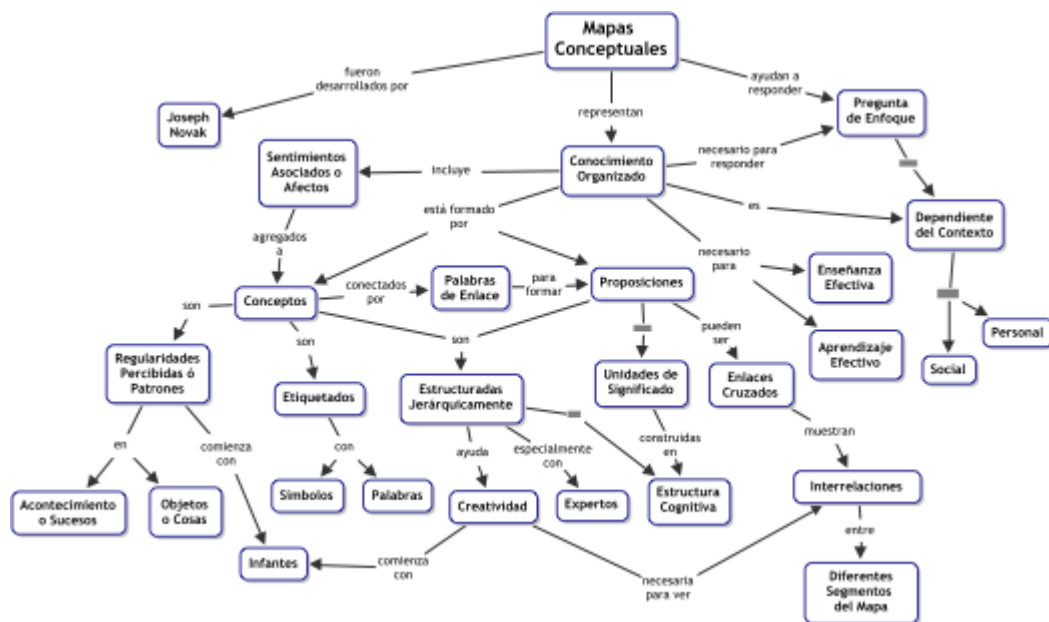 Mapas
Conceptuales
fueron
desarrollados por
ayudan a
responder
representan
Joseph
Novak
Pregunta
de Enfoque
Sentimientos
Asociados o
Afectos
incluye
Conocimiento
Organizado
necesario para
responder
es
Dependiente
del Contexto
está formado
por
agregados
a
necesario
para
Enseñanza
Efectiva
Conceptos
conectados
por
Palabras
de Enlace
para
formar
Proposiciones
son
son
son
pueden
ser
Aprendizaje
Efectivo
Personal
Social
Regularidades
Percibidas ó
Patrones
Etiquetados
Estructuradas
Jerárquicamente
Unidades de
Significado
Enlaces
Cruzados
en
comienza
con
con
ayuda
especialmente
con
construidas
en
muestran
Acontecimiento
o Sucesos
Objetos
o Cosas
Símbolos
Palabras
Creatividad
Expertos
Estructura
Cognitiva
Interrelaciones
Infantes
comienza
con
necesaria
para ver
entre
Diferentes
Segmentos
del Mapa